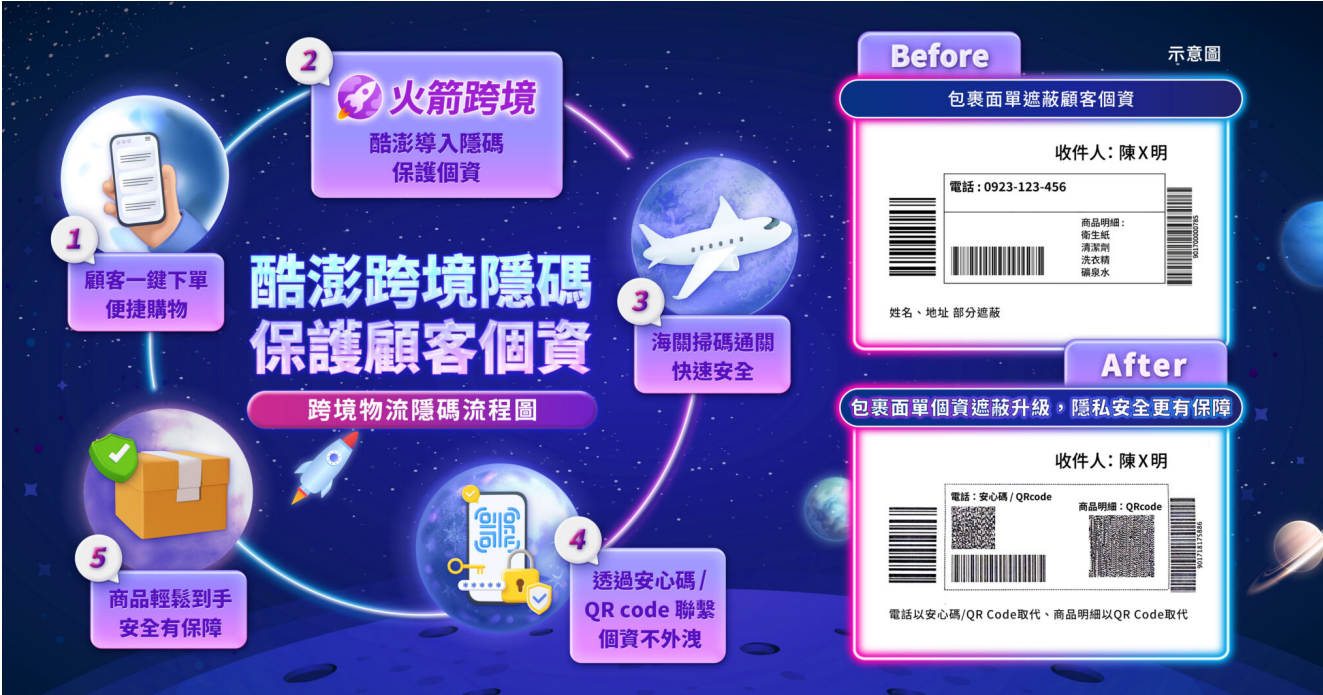 酷澎跨境隱碼
保護顧客個資
跨境物流隱碼流程圖
1
顧客一鍵下單
便捷購物
2
火箭跨境
酷澎導入隱碼
保護個資
3
海關掃碼通關
快速安全
4
透過安心碼/
QR code 聯繫
個資不外洩
5
商品輕鬆到手
安全有保障
Before
示意圖
包裹面單遮蔽顧客個資
收件人: 陳X明
電話 : 0923-123-456
商品明細 :
衛生紙
清潔劑
洗衣精
礦泉水
901700000785
姓名、地址 部分遮蔽
After
包裹面單個資遮蔽升級，隱私安全更有保障
收件人: 陳X明
電話：安心碼 / QRcode
商品明細：QRcode
901718175886
電話以安心碼/QR Code取代、商品明細以QR Code取代